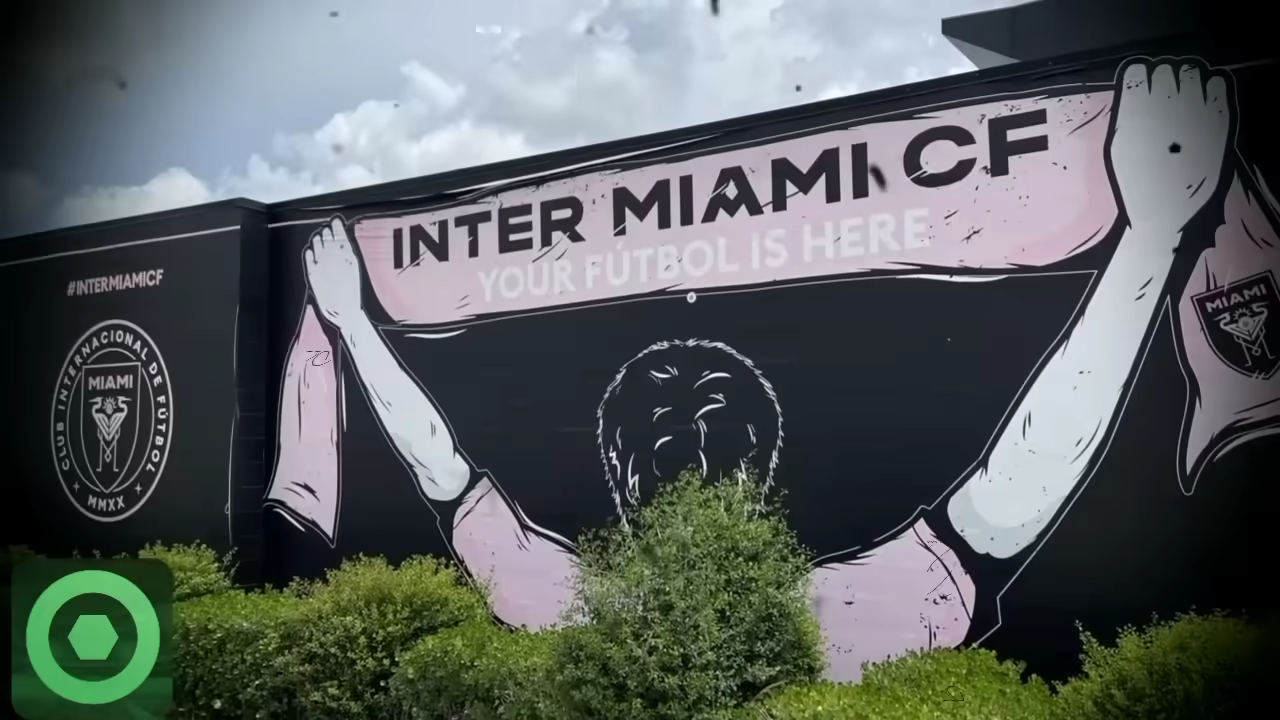 INTER MIAMI CF
YOUR FÚTBOL IS HERE
#INTERMIAMICF
CLUB INTERNACIONAL DE FÚTBOL
MIAMI
MMXX
MIAMI